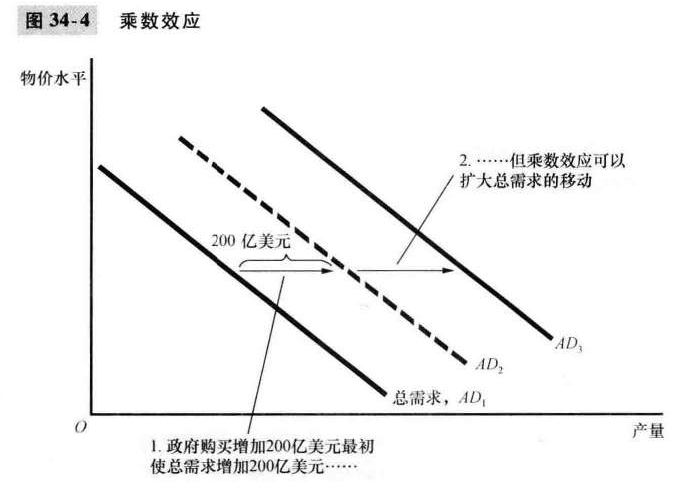 图 34-4 乘数效应
物价水平
2. ……但乘数效应可以
扩大总需求的移动
200 亿美元
AD₃
AD₂
总需求，AD₁
O
产量
1. 政府购买增加200亿美元最初
使总需求增加200亿美元……